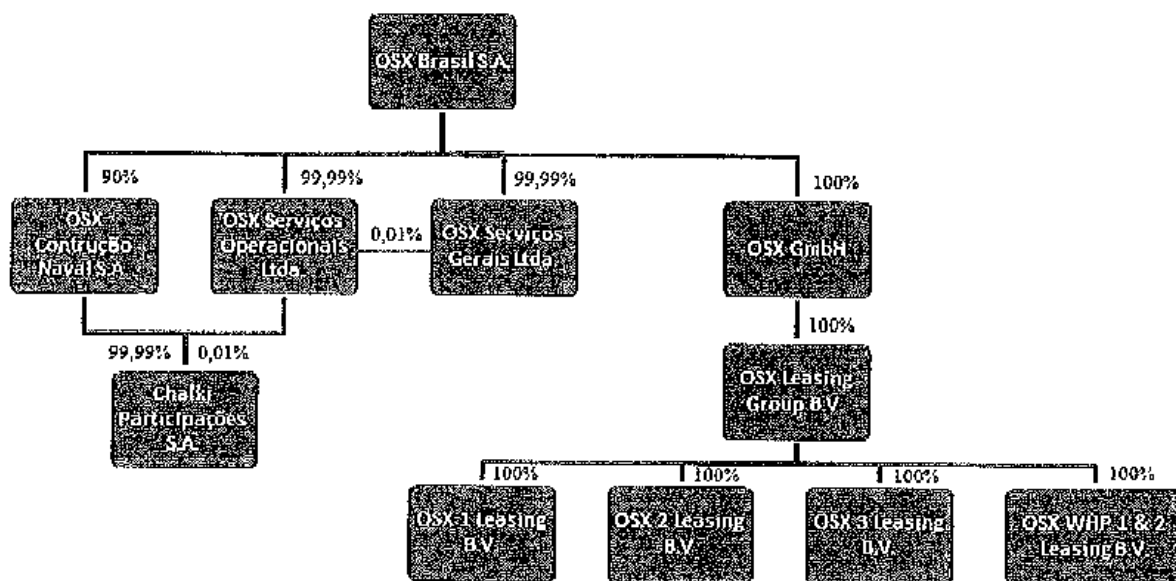 OSX Brasil S.A.
90%
99,99%
99,99%
100%
OSX
Contrução
Naval S.A
OSX Serviços
Operacionais
Ltda
0,01%
OSX Serviços
Gerais Ltda
OSX GmbH
100%
99,99%
0,01%
Chalki
Participações
S.A.
OSX Leasing
Group B.V
100%
100%
100%
100%
OSX-1 Leasing
B.V.
OSX 2 Leasing
B.V.
OSX 3 Leasing
B.V.
OSX WHP 1 & 2
Leasing B.V.